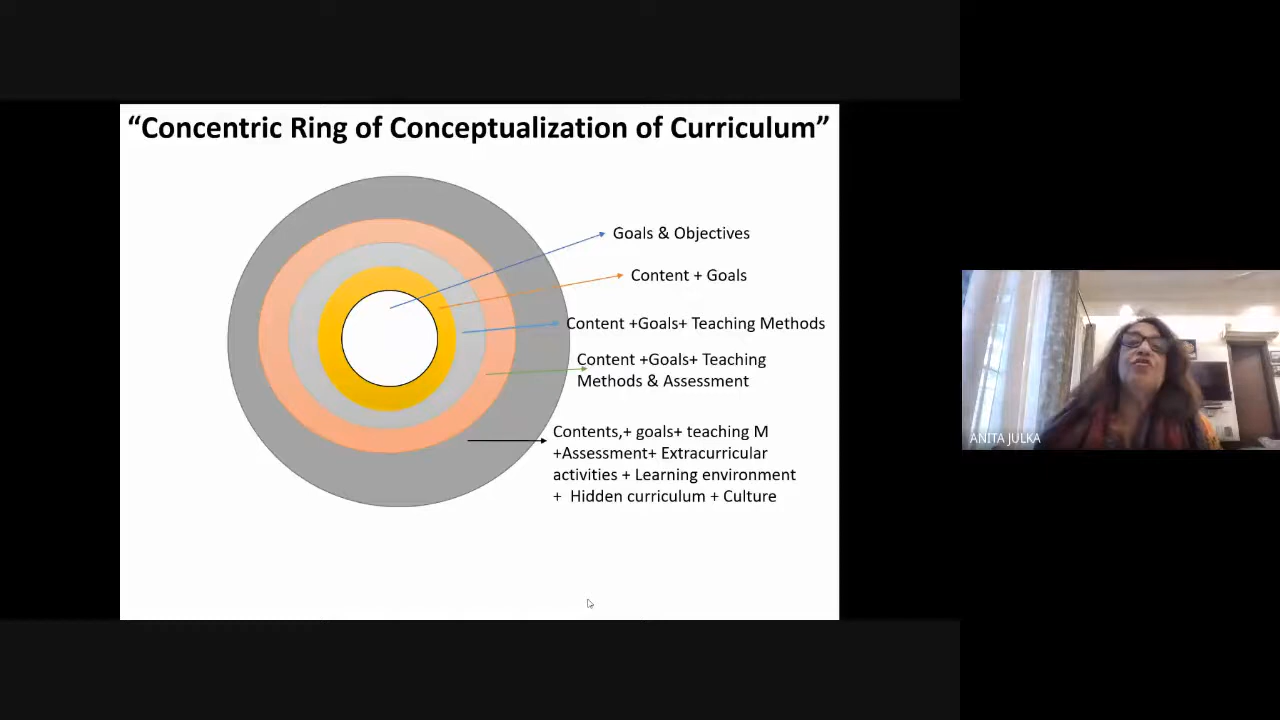 “Concentric Ring of Conceptualization of Curriculum”
Goals & Objectives
Content + Goals
Content +Goals+ Teaching Methods
Content +Goals+ Teaching
Methods & Assessment
Contents,+ goals+ teaching M
+Assessment+ Extracurricular
activities + Learning environment
+ Hidden curriculum + Culture
ANITA JULKA